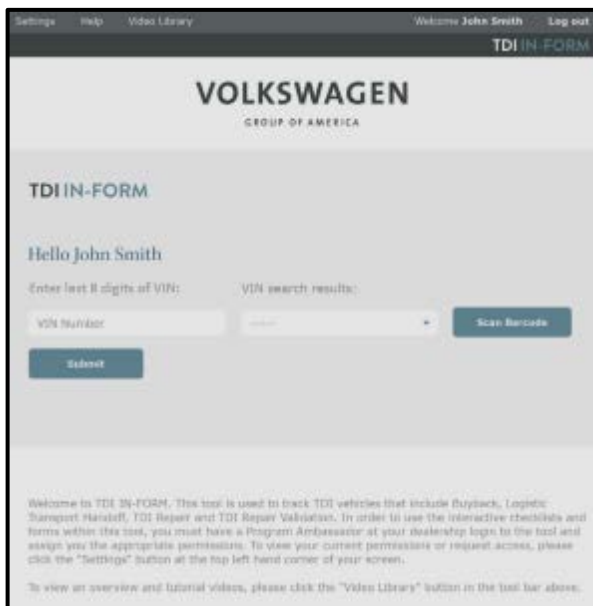 Settings Help Video Library Welcome John Smith Log out
TDI IN-FORM
VOLKSWAGEN
GROUP OF AMERICA
TDI IN-FORM
Hello John Smith
Enter last 8 digits of VIN: VIN search results:
VIN Number Scan Barcode
Submit
Welcome to TDI IN-FORM. This tool is used to track TDI vehicles that include Buyback, Logistic
Transport Handoff, TDI Repair and TDI Repair Validation. In order to use the interactive checklists and
forms within this tool, you must have a Program Ambassador at your dealership login to the tool and
assign you the appropriate permissions. To view your current permissions or request access, please
click the "Settings" button at the top left hand corner of your screen.
To view an overview and tutorial videos, please click the "Video Library" button in the tool bar above.